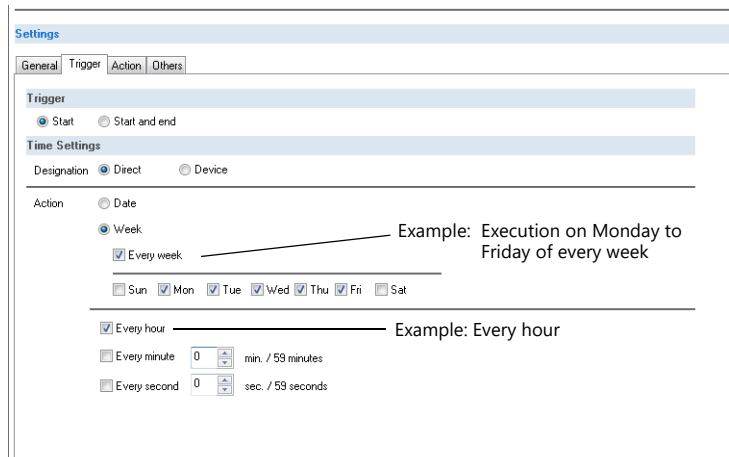 Settings
General Trigger Action Others
Trigger
Start Start and end
Time Settings
Designation Direct Device
Action Date
Week
Example: Execution on Monday to
Friday of every week
Every week
Sun Mon Tue Wed Thu Fri Sat
Every hour Example: Every hour
Every minute 0 min. / 59 minutes
Every second 0 sec. / 59 seconds